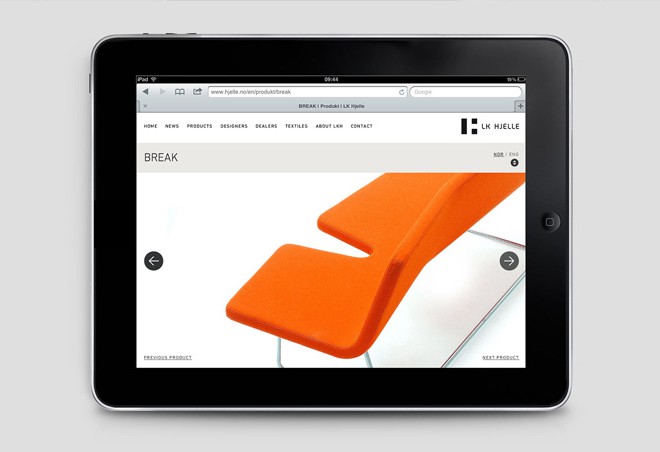 iPad 09:44 19%
www.hjelle.no/en/produkt/break Google
BREAK | Produkt | LK Hjelle
HOME NEWS PRODUCTS DESIGNERS DEALERS TEXTILES ABOUT LKH CONTACT
LK HJELLE
BREAK
NOR / ENG
PREVIOUS PRODUCT NEXT PRODUCT